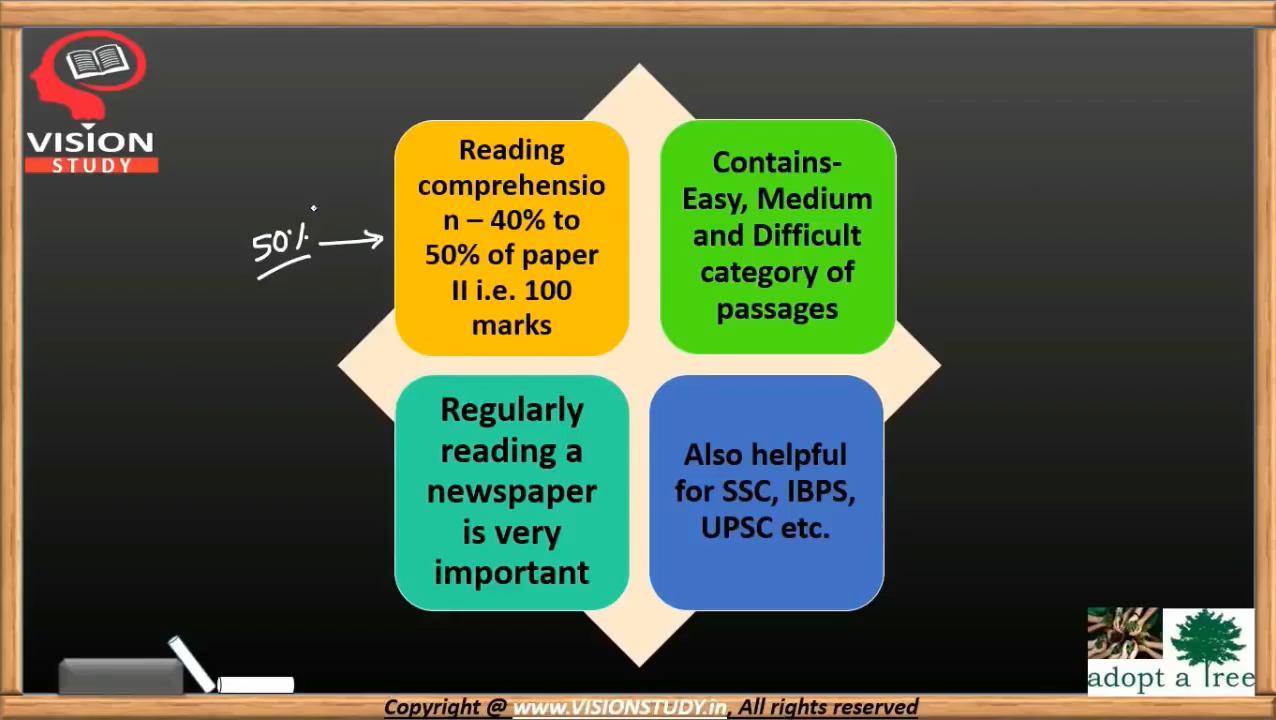 VISION
STUDY
50%
Reading
comprehensio
n – 40% to
50% of paper
II i.e. 100
marks
Contains-
Easy, Medium
and Difficult
category of
passages
Regularly
reading a
newspaper
is very
important
Also helpful
for SSC, IBPS,
UPSC etc.
adopt a Tree
Copyright @ www.VISIONSTUDY.in, All rights reserved